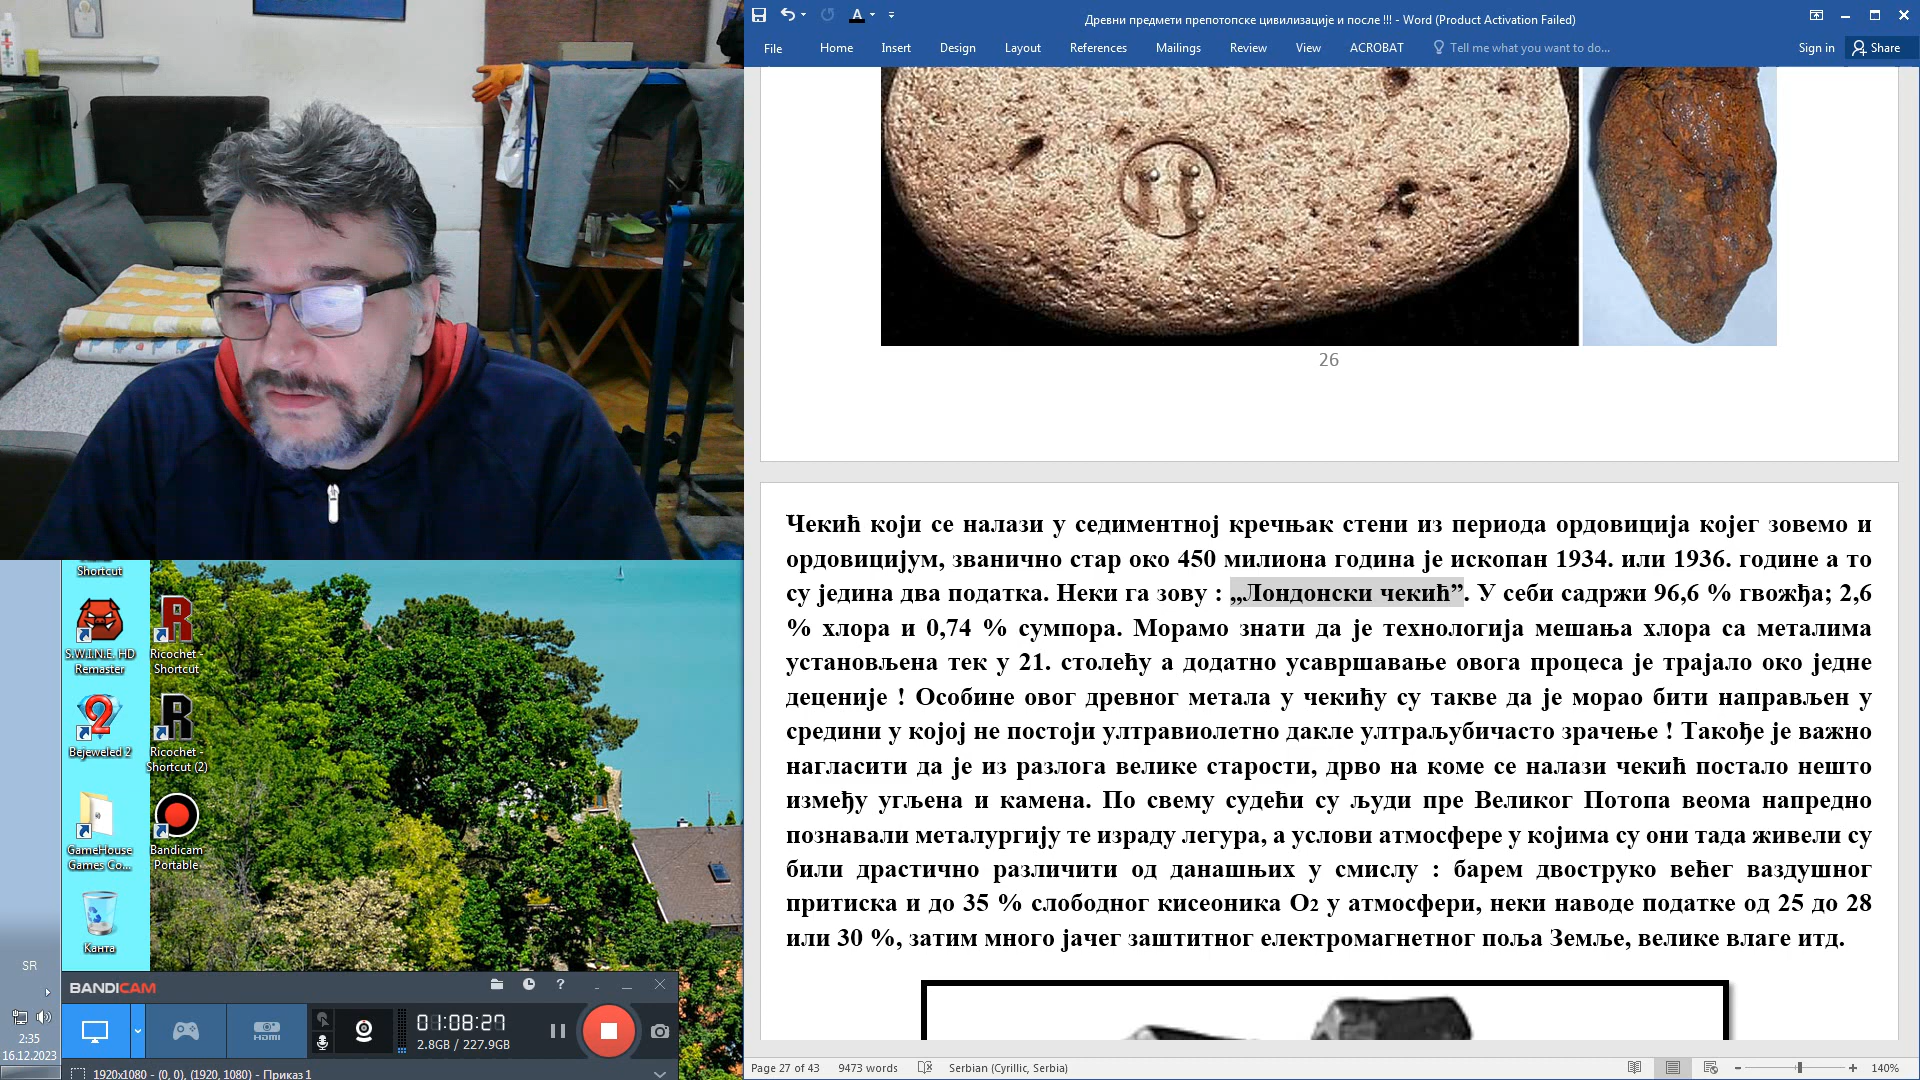 Древни предмети препотопске цивилизације и после !!! - Word (Product Activation Failed)
File Home Insert Design Layout References Mailings Review View ACROBAT Tell me what you want to do... Sign in Share
26
Чекић који се налази у седиментној кречњак стени из периода ордовиција којег зовемо и
ордовицијум, званично стар око 450 милиона година је ископан 1934. или 1936. године а то
су једина два податка. Неки га зову : „Лондонски чекић”. У себи садржи 96,6 % гвожђа; 2,6
% хлора и 0,74 % сумпора. Морамо знати да је технологија мешања хлора са металима
установљена тек у 21. столећу а додатно усавршавање овога процеса је трајало око једне
деценије ! Особине овог древног метала у чекићу су такве да је морао бити направљен у
средини у којој не постоји ултравиолетно дакле ултраљубичасто зрачење ! Такође је важно
нагласити да је из разлога велике старости, дрво на коме се налази чекић постало нешто
између угљена и камена. По свему судећи су људи пре Великог Потопа веома напредно
познавали металургију те израду легура, а услови атмосфере у којима су они тада живели су
били драстично различити од данашњих у смислу : барем двоструко већег ваздушног
притиска и до 35 % слободног кисеоника О₂ у атмосфери, неки наводе податке од 25 до 28
или 30 %, затим много јачег заштитног електромагнетног поља Земље, велике влаге итд.
Page 27 of 43 9473 words Serbian (Cyrillic, Serbia) 140%
Shortcut
S.W.I.N.E. HD
Remaster
Ricochet -
Shortcut
Bejeweled 2
Ricochet -
Shortcut (2)
GameHouse
Games Co...
Bandicam
Portable
Канта
SR
2:35
16.12.2023
BANDICAM
HDMI
01:08:27
2.8GB / 227.9GB
1920x1080 - (0, 0), (1920, 1080) - Приказ 1